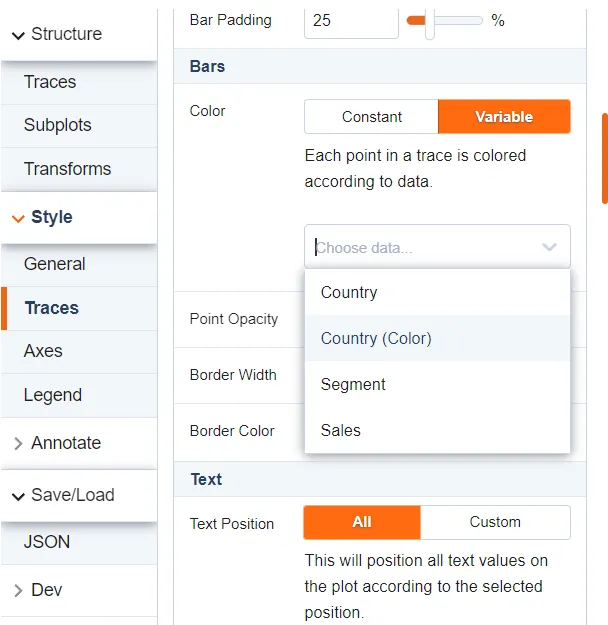 Structure
Traces
Subplots
Transforms
Style
General
Traces
Axes
Legend
Annotate
Save/Load
JSON
Dev
Bar Padding 25 %
Bars
Color Constant Variable
Each point in a trace is colored
according to data.
Choose data...
Country
Country (Color)
Segment
Sales
Point Opacity
Border Width
Border Color
Text
Text Position All Custom
This will position all text values on
the plot according to the selected
position.